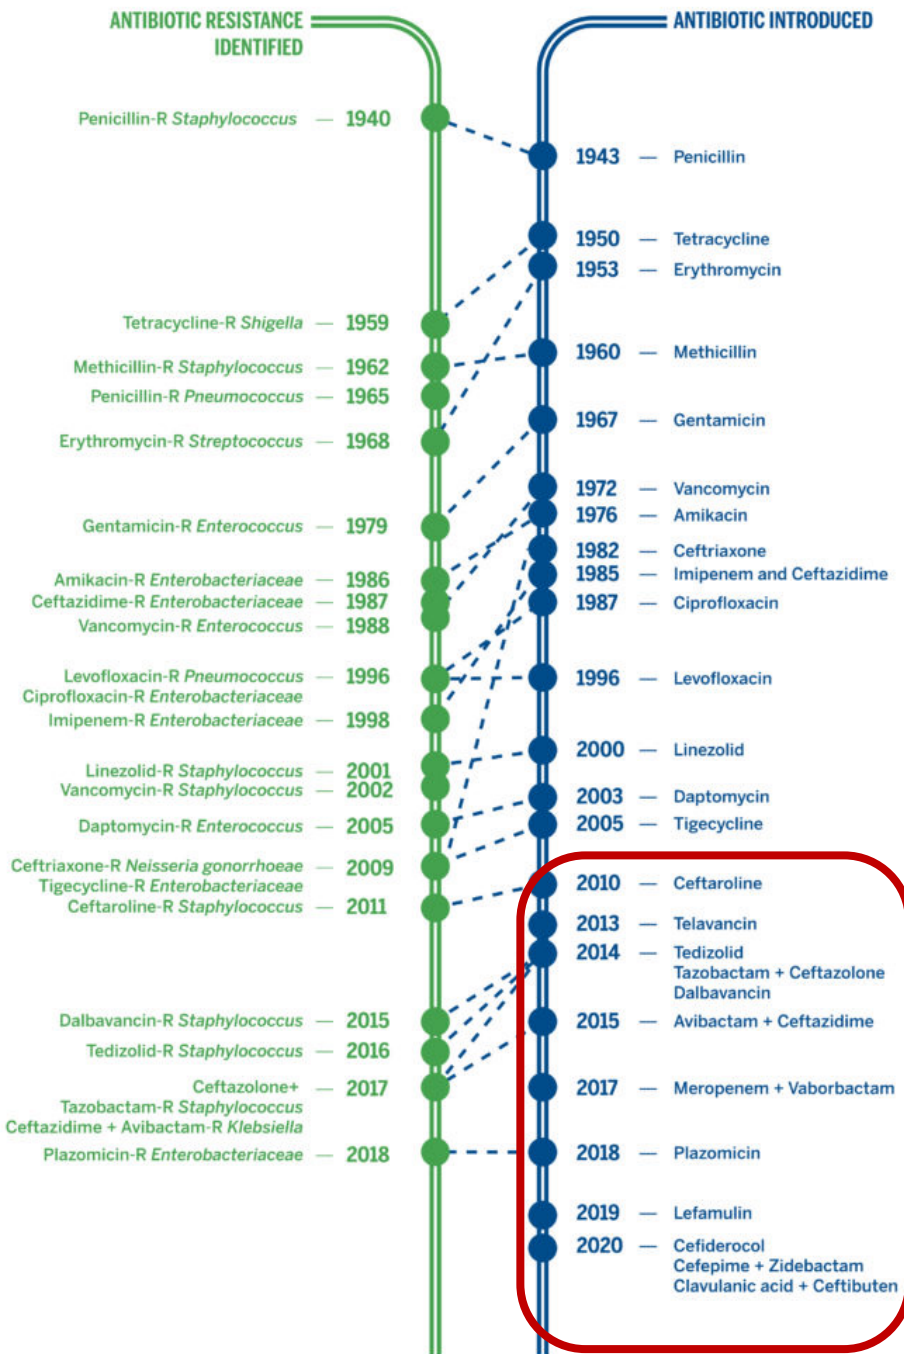 ANTIBIOTIC RESISTANCE
IDENTIFIED
Penicillin-R Staphylococcus — 1940
Tetracycline-R Shigella — 1959
Methicillin-R Staphylococcus — 1962
Penicillin-R Pneumococcus — 1965
Erythromycin-R Streptococcus — 1968
Gentamicin-R Enterococcus — 1979
Amikacin-R Enterobacteriaceae — 1986
Ceftazidime-R Enterobacteriaceae — 1987
Vancomycin-R Enterococcus — 1988
Levofloxacin-R Pneumococcus — 1996
Ciprofloxacin-R Enterobacteriaceae
Imipenem-R Enterobacteriaceae — 1998
Linezolid-R Staphylococcus — 2001
Vancomycin-R Staphylococcus — 2002
Daptomycin-R Enterococcus — 2005
Ceftriaxone-R Neisseria gonorrhoeae — 2009
Tigecycline-R Enterobacteriaceae
Ceftaroline-R Staphylococcus — 2011
Dalbavancin-R Staphylococcus — 2015
Tedizolid-R Staphylococcus — 2016
Ceftazolone+ — 2017
Tazobactam-R Staphylococcus
Ceftazidime + Avibactam-R Klebsiella
Plazomicin-R Enterobacteriaceae — 2018
ANTIBIOTIC INTRODUCED
1943 — Penicillin
1950 — Tetracycline
1953 — Erythromycin
1960 — Methicillin
1967 — Gentamicin
1972 — Vancomycin
1976 — Amikacin
1982 — Ceftriaxone
1985 — Imipenem and Ceftazidime
1987 — Ciprofloxacin
1996 — Levofloxacin
2000 — Linezolid
2003 — Daptomycin
2005 — Tigecycline
2010 — Ceftaroline
2013 — Telavancin
2014 — Tedizolid
Tazobactam + Ceftazolone
Dalbavancin
2015 — Avibactam + Ceftazidime
2017 — Meropenem + Vaborbactam
2018 — Plazomicin
2019 — Lefamulin
2020 — Cefiderocol
Cefepime + Zidebactam
Clavulanic acid + Ceftibuten